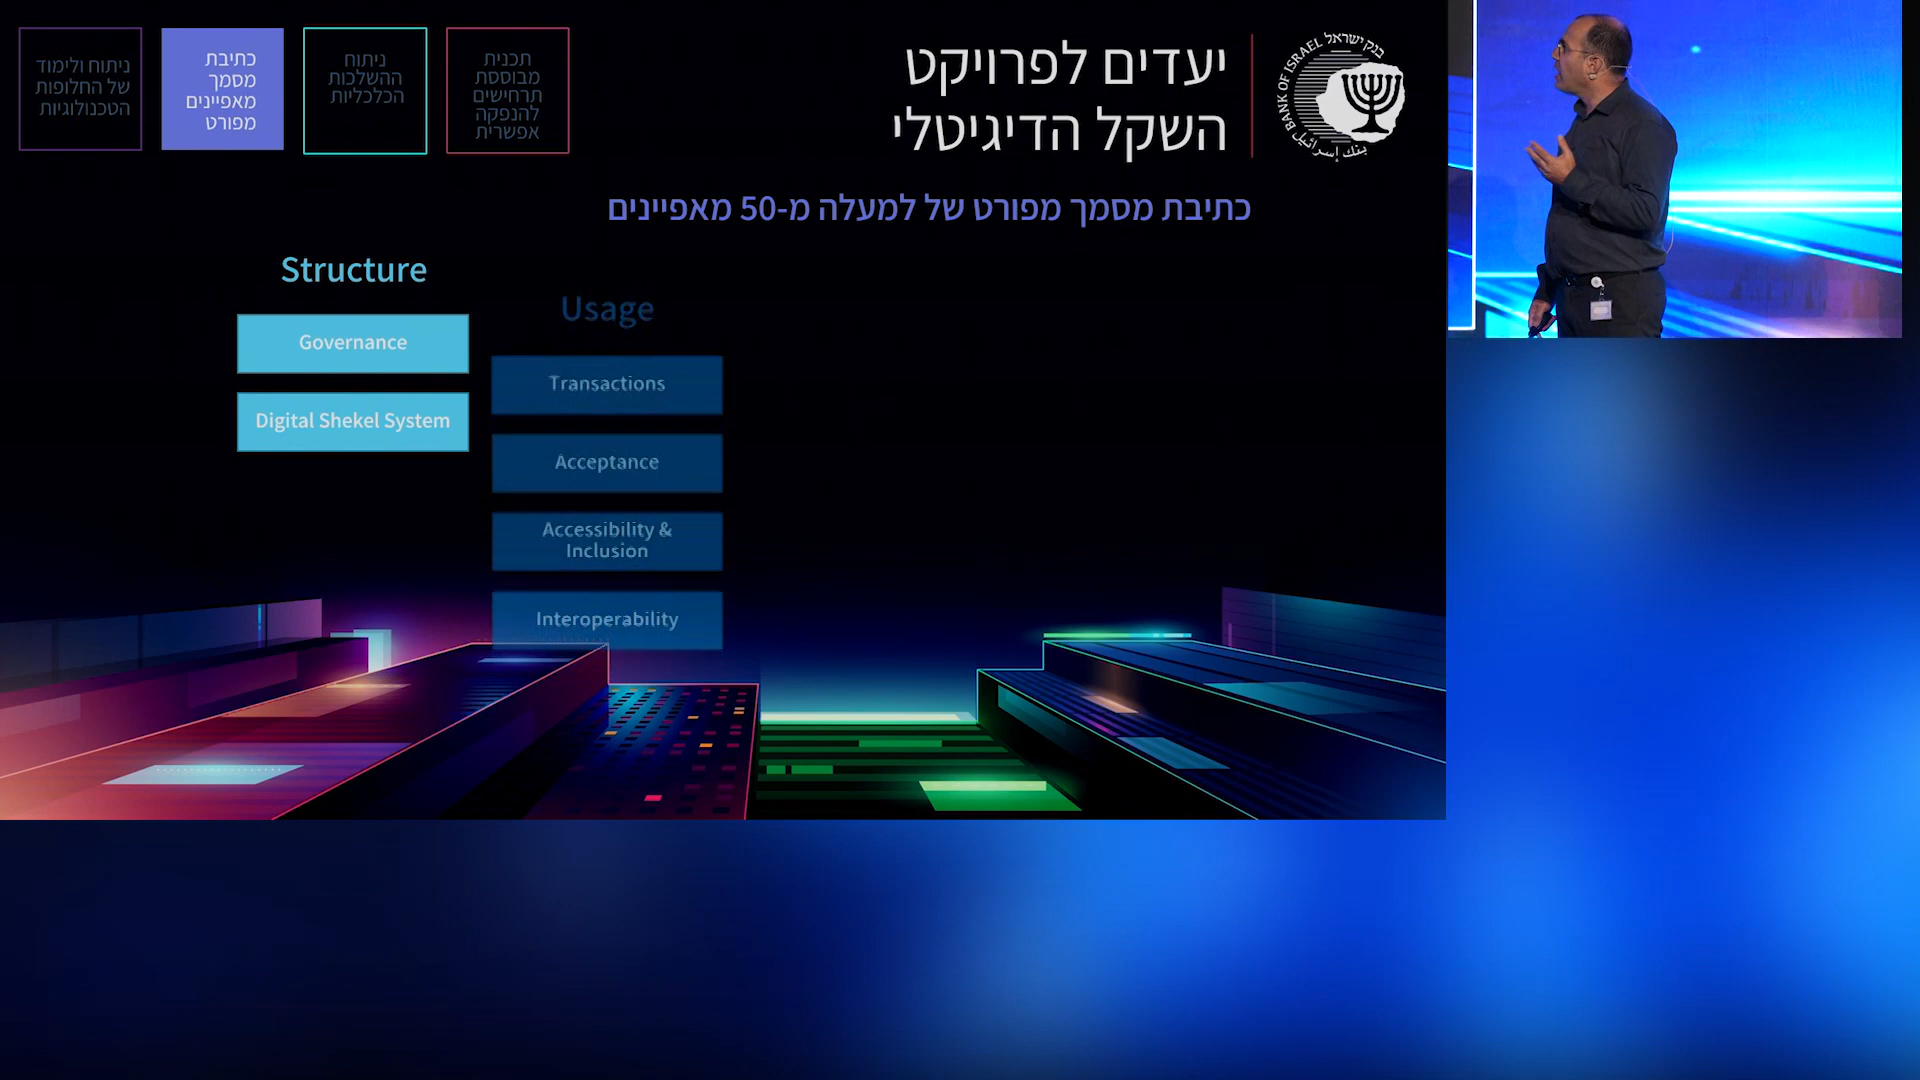 יעדים לפרויקט
השקל הדיגיטלי
BANK OF ISRAEL
בנק ישראל
بنك إسرائيل
תכנית
מבוססת
תרחישים
להנפקה
אפשרית
ניתוח
ההשלכות
הכלכליות
כתיבת
מסמך
מאפיינים
מפורט
ניתוח ולימוד
של החלופות
הטכנולוגיות
כתיבת מסמך מפורט של למעלה מ-50 מאפיינים
Structure
Governance
Digital Shekel System
Usage
Transactions
Acceptance
Accessibility &
Inclusion
Interoperability